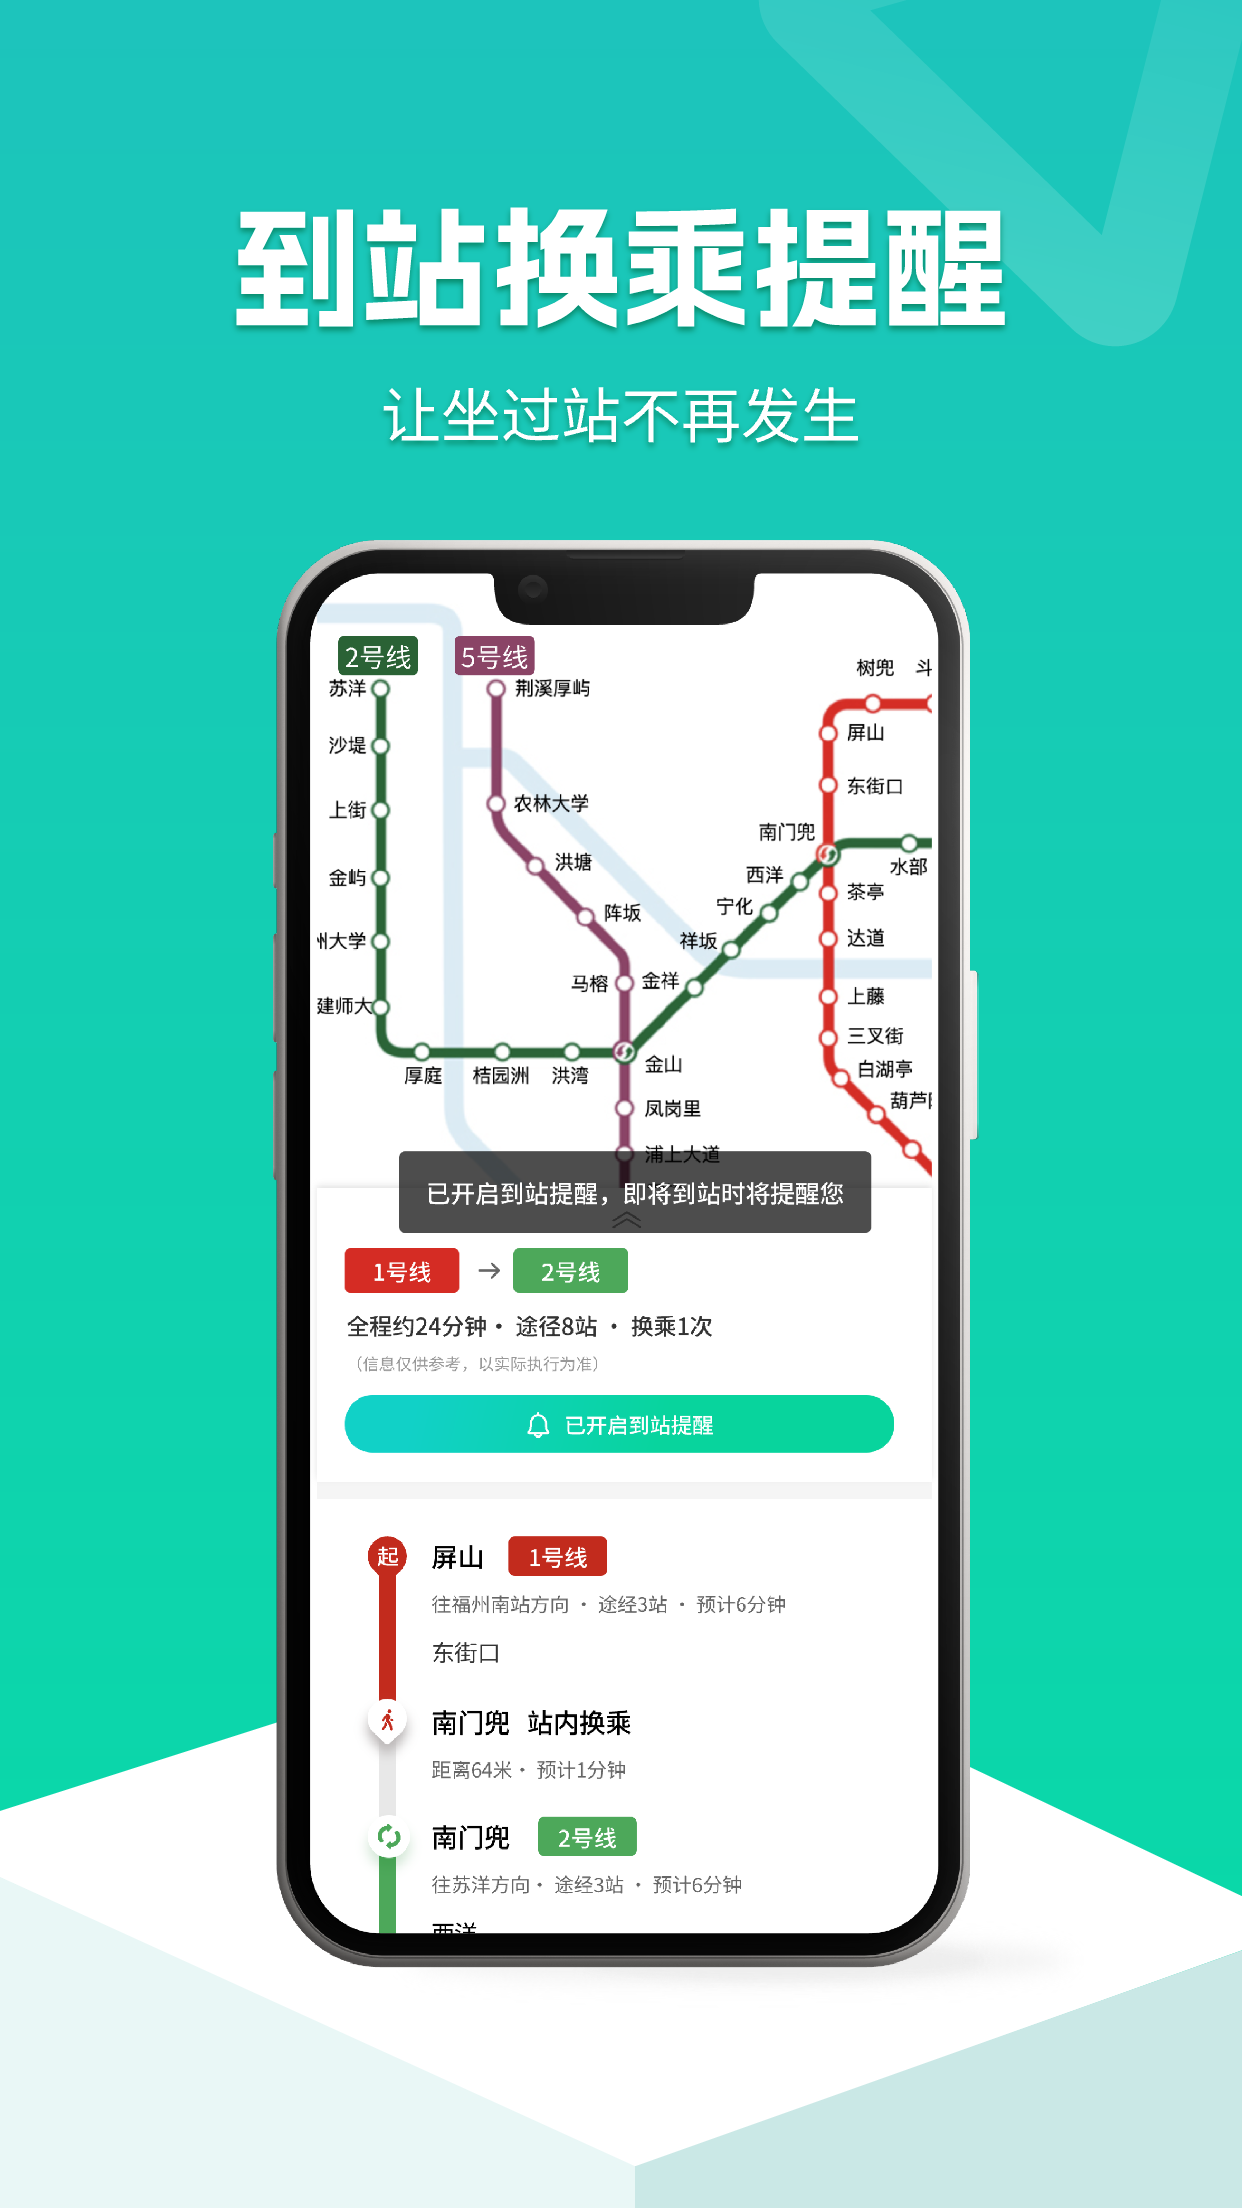 到站换乘提醒
让坐过站不再发生
2号线
5号线
树兜
斗
苏洋
荆溪厚屿
屏山
沙堤
东街口
农林大学
上街
南门兜
洪塘
水部
西洋
金屿
茶亭
宁化
阵坂
州大学
祥坂
达道
马榕
金祥
上藤
建师大
三叉街
金山
白湖亭
厚庭
桔园洲
洪湾
葫芦
凤岗里
浦上大道
已开启到站提醒，即将到站时将提醒您
1号线 → 2号线
全程约24分钟 · 途径8站 · 换乘1次
（信息仅供参考，以实际执行为准）
已开启到站提醒
起 屏山 1号线
往福州南站方向 · 途经3站 · 预计6分钟
东街口
南门兜 站内换乘
距离64米 · 预计1分钟
南门兜 2号线
往苏洋方向 · 途经3站 · 预计6分钟
西洋